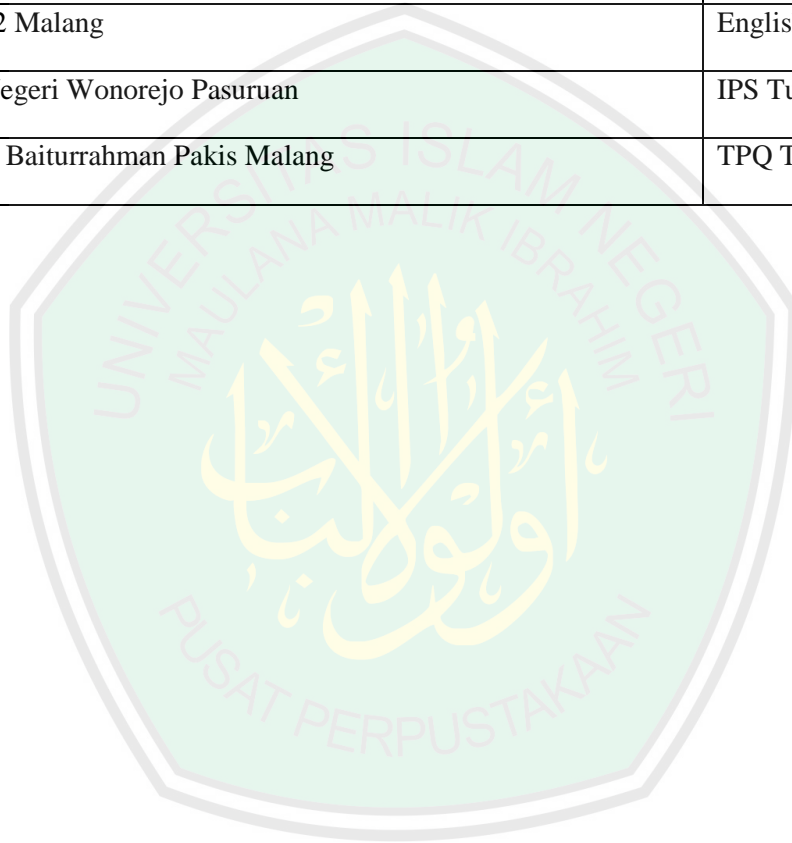 2 Malang Englis
egeri Wonorejo Pasuruan IPS Tu
Baiturrahman Pakis Malang TPQ T
UNIVERSITAS ISLAM NEGERI
MAULANA MALIK IBRAHIM
أولوا الألباب
PUSAT PERPUSTAKAAN